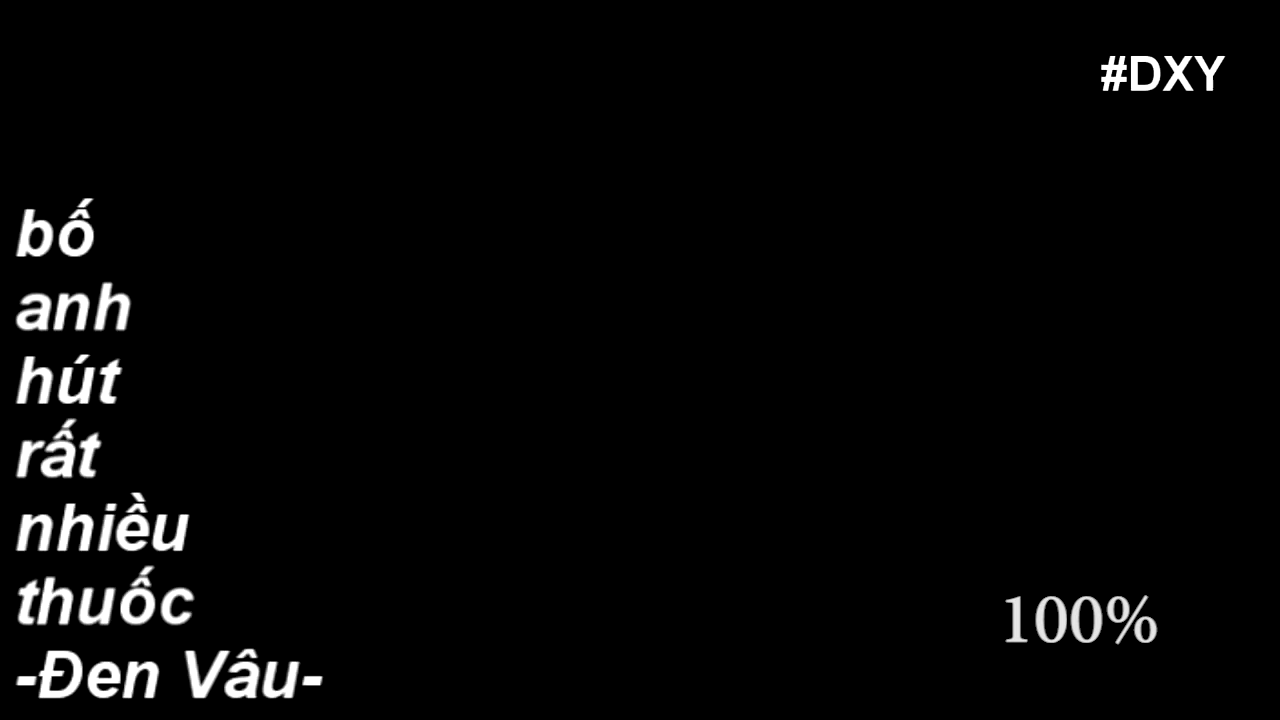 #DXY
bố
anh
hút
rất
nhiều
thuốc
-Đen Vâu-
100%